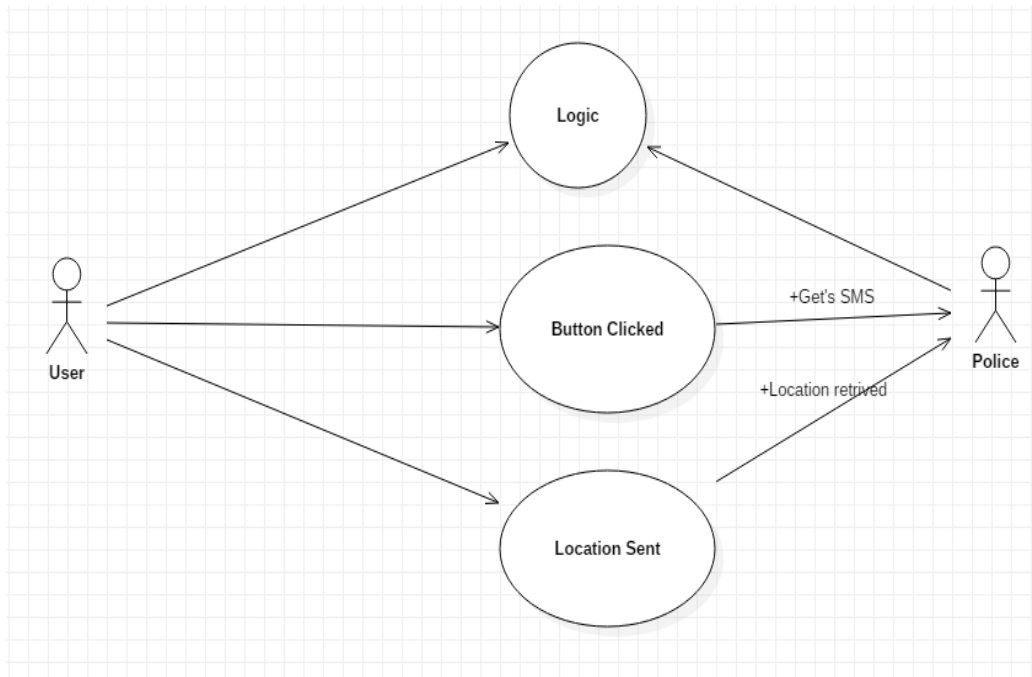 Logic
+Get's SMS
Button Clicked
Police
User
+Location retrived
Location Sent